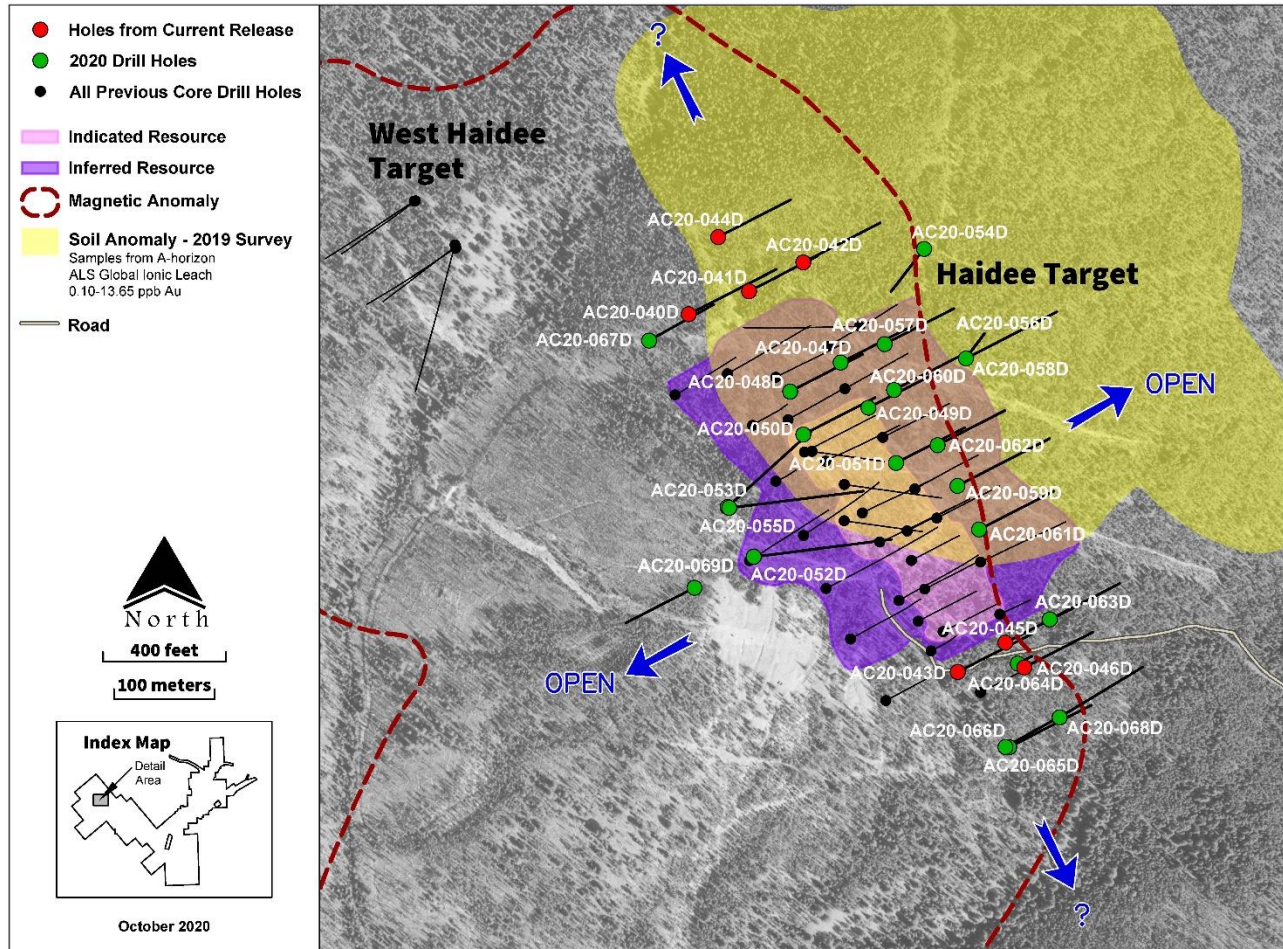 Holes from Current Release
2020 Drill Holes
All Previous Core Drill Holes
Indicated Resource
Inferred Resource
Magnetic Anomaly
Soil Anomaly - 2019 Survey
Samples from A-horizon
ALS Global Ionic Leach
0.10-13.65 ppb Au
Road
North
400 feet
100 meters
Index Map
Detail
Area
October 2020
?
West Haidee
Target
AC20-044D
AC20-042D
AC20-054D
AC20-041D
Haidee Target
AC20-040D
AC20-067D
AC20-057D
AC20-056D
AC20-047D
AC20-058D
AC20-048D
AC20-060D
OPEN
AC20-049D
AC20-050D
AC20-062D
AC20-051D
AC20-053D
AC20-059D
AC20-055D
AC20-061D
AC20-069D
AC20-052D
AC20-063D
AC20-045D
OPEN
AC20-043D
AC20-046D
AC20-064D
AC20-066D
AC20-068D
AC20-065D
?